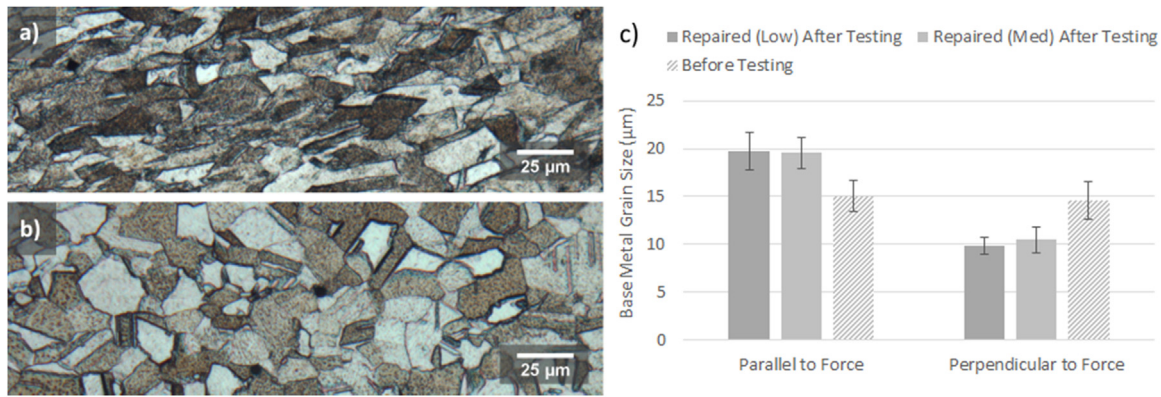 a)
25 µm
b)
25 µm
c)
Repaired (Low) After Testing
Repaired (Med) After Testing
Before Testing
Base Metal Grain Size (µm)
25
20
15
10
5
0
Parallel to Force
Perpendicular to Force